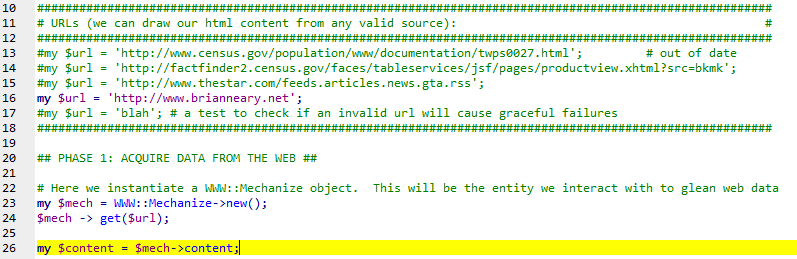 10 #########################################################################################################
11 # URLs (we can draw our html content from any valid source): #
12 #########################################################################################################
13 #my $url = 'http://www.census.gov/population/www/documentation/twps0027.html'; # out of date
14 #my $url = 'http://factfinder2.census.gov/faces/tableservices/jsf/pages/productview.xhtml?src=bkmk';
15 #my $url = 'http://www.thestar.com/feeds.articles.news.gta.rss';
16 my $url = 'http://www.brianneary.net';
17 #my $url = 'blah'; # a test to check if an invalid url will cause graceful failures
18 #########################################################################################################
19
20 ## PHASE 1: ACQUIRE DATA FROM THE WEB ##
21
22 # Here we instantiate a WWW::Mechanize object.  This will be the entity we interact with to glean web data
23 my $mech = WWW::Mechanize->new();
24 $mech -> get($url);
25
26 my $content = $mech->content;